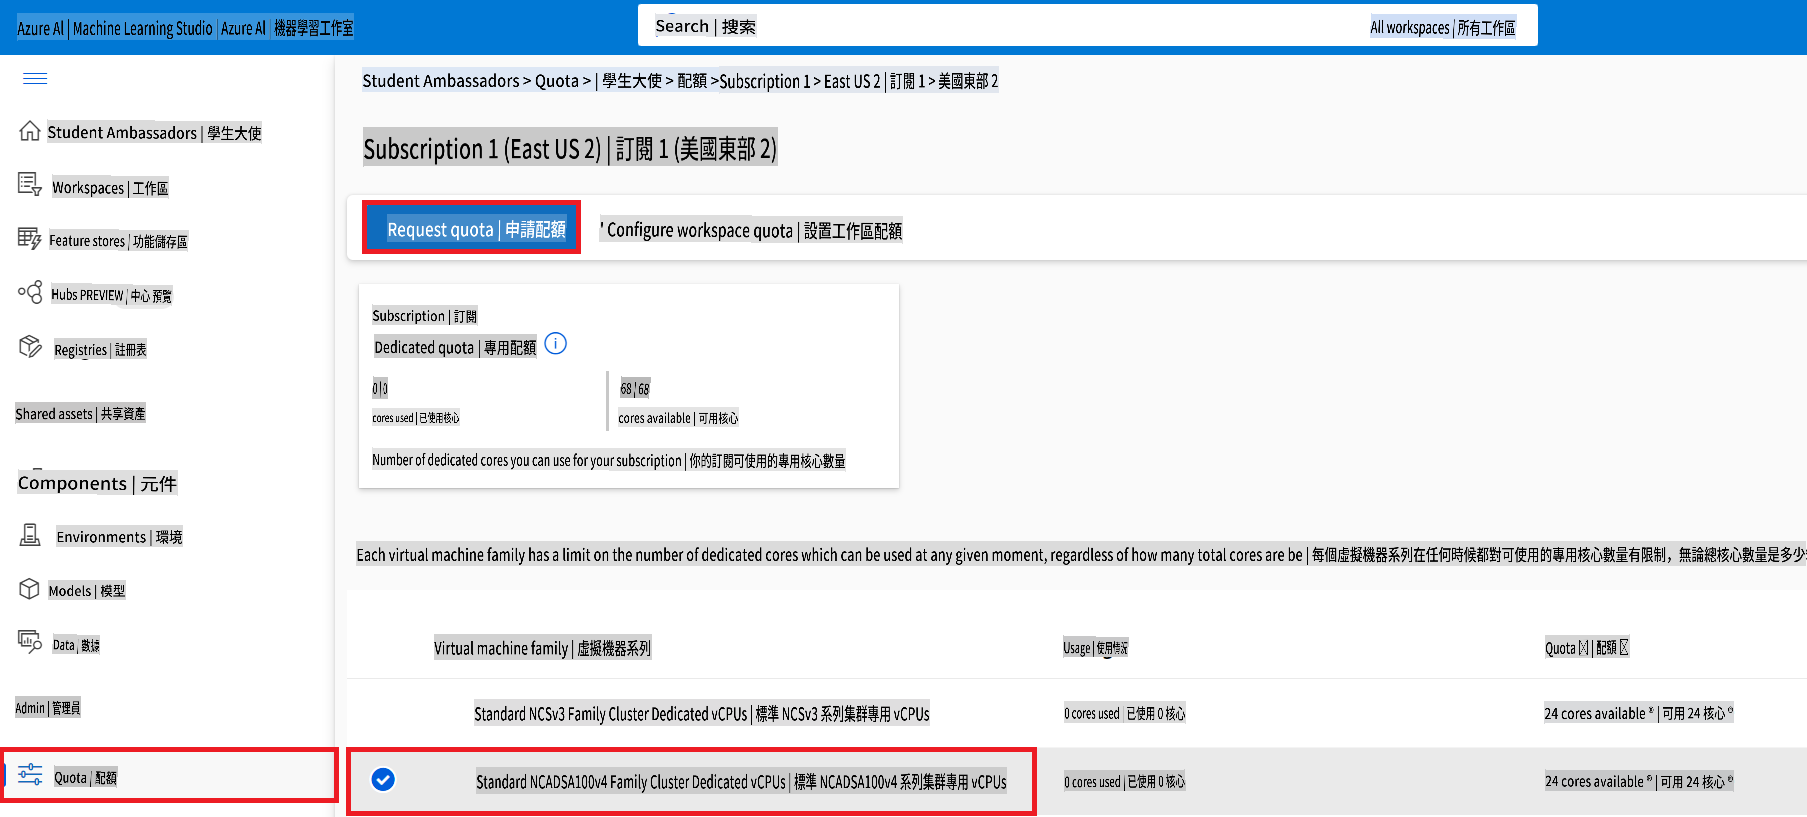 Azure Al | Machine Learning Studio | Azure Al | 機器學習工作室
Search | 搜索
All workspaces | 所有工作區
Student Ambassadors > Quota > | 學生大使 > 配額 >Subscription 1 > East US 2 | 訂閱 1 > 美國東部 2
Student Ambassadors | 學生大使
Workspaces | 工作區
Feature stores | 功能儲存區
Hubs PREVIEW | 中心 預覽
Registries | 註冊表
Shared assets | 共享資產
Components | 元件
Environments | 環境
Models | 模型
Data | 數據
Admin | 管理員
Quota | 配額
Subscription 1 (East US 2) | 訂閱 1 (美國東部 2)
Request quota | 申請配額
' Configure workspace quota | 設置工作區配額
Subscription | 訂閱
Dedicated quota | 專用配額
0 | 0
68 | 68
cores used | 已使用核心
cores available | 可用核心
Number of dedicated cores you can use for your subscription | 你的訂閱可使用的專用核心數量
Each virtual machine family has a limit on the number of dedicated cores which can be used at any given moment, regardless of how many total cores are be | 每個虛擬機器系列在任何時候都對可使用的專用核心數量有限制，無論總核心數量是多少
Virtual machine family | 虛擬機器系列
Usage | 使用情況
Quota | 配額
Standard NCSv3 Family Cluster Dedicated vCPUs | 標準 NCSv3 系列集群專用 vCPUs
0 cores used | 已使用 0 核心
24 cores available ® | 可用 24 核心 ®
Standard NCADSA100v4 Family Cluster Dedicated vCPUs | 標準 NCADSA100v4 系列集群專用 vCPUs
0 cores used | 已使用 0 核心
24 cores available ® | 可用 24 核心 ®